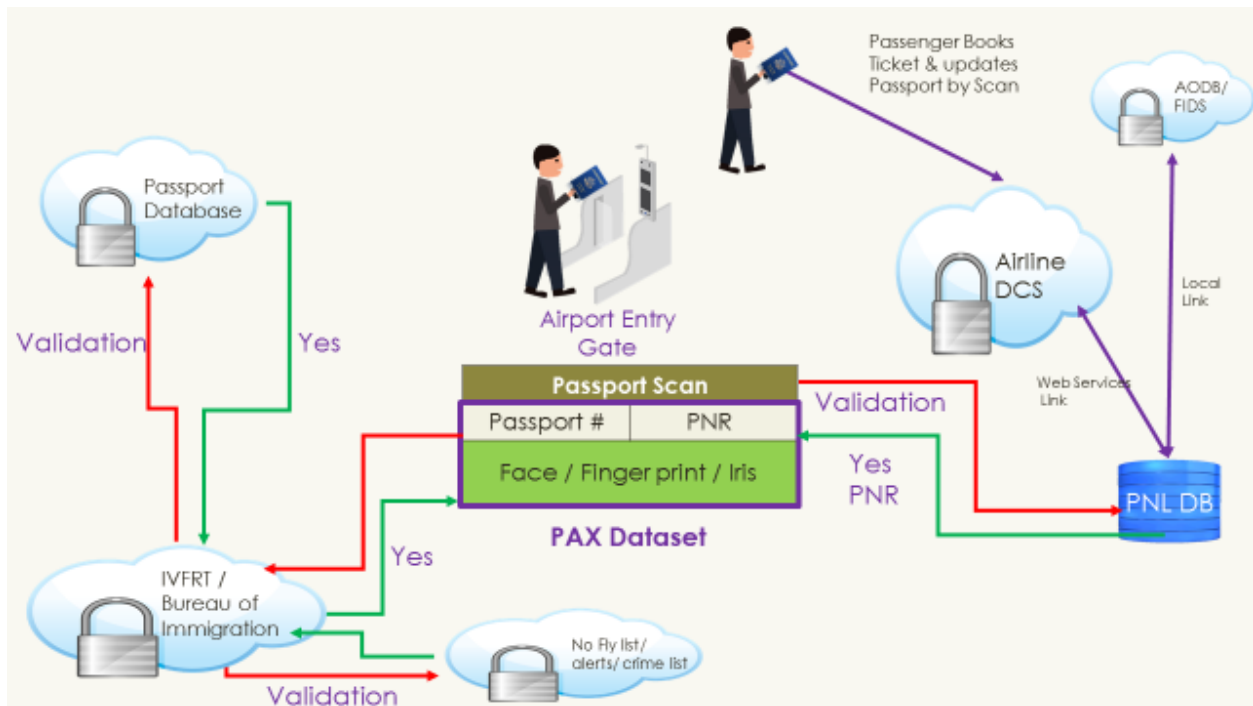 Passenger Books
Ticket & updates
Passport by Scan
AODB/
FIDS
Passport
Database
Airline
DCS
Local
Link
Validation
Yes
Airport Entry
Gate
Web Services
Link
Passport Scan
Validation
Passport #
PNR
Face / Finger print / Iris
Yes
PNR
PNL DB
PAX Dataset
Yes
IVFRT /
Bureau of
Immigration
No Fly list/
alerts/ crime list
Validation